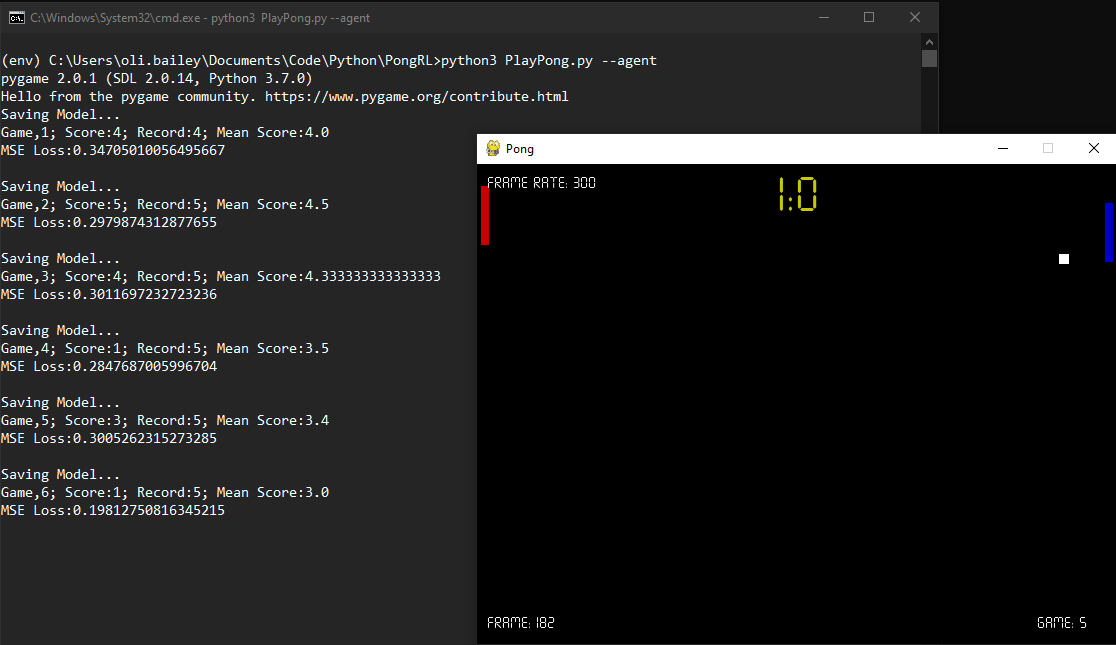 C:\Windows\System32\cmd.exe - python3 PlayPong.py --agent
(env) C:\Users\oli.bailey\Documents\Code\Python\PongRL>python3 PlayPong.py --agent
pygame 2.0.1 (SDL 2.0.14, Python 3.7.0)
Hello from the pygame community. https://www.pygame.org/contribute.html
Saving Model...
Game,1; Score:4; Record:4; Mean Score:4.0
MSE Loss:0.34705010056495667
Saving Model...
Game,2; Score:5; Record:5; Mean Score:4.5
MSE Loss:0.2979874312877655
Saving Model...
Game,3; Score:4; Record:5; Mean Score:4.333333333333333
MSE Loss:0.3011697232723236
Saving Model...
Game,4; Score:1; Record:5; Mean Score:3.5
MSE Loss:0.2847687005996704
Saving Model...
Game,5; Score:3; Record:5; Mean Score:3.4
MSE Loss:0.3005262315273285
Saving Model...
Game,6; Score:1; Record:5; Mean Score:3.0
MSE Loss:0.19812750816345215
Pong
FRAME RATE: 300
1:0
FRAME: 182
GAME: 5